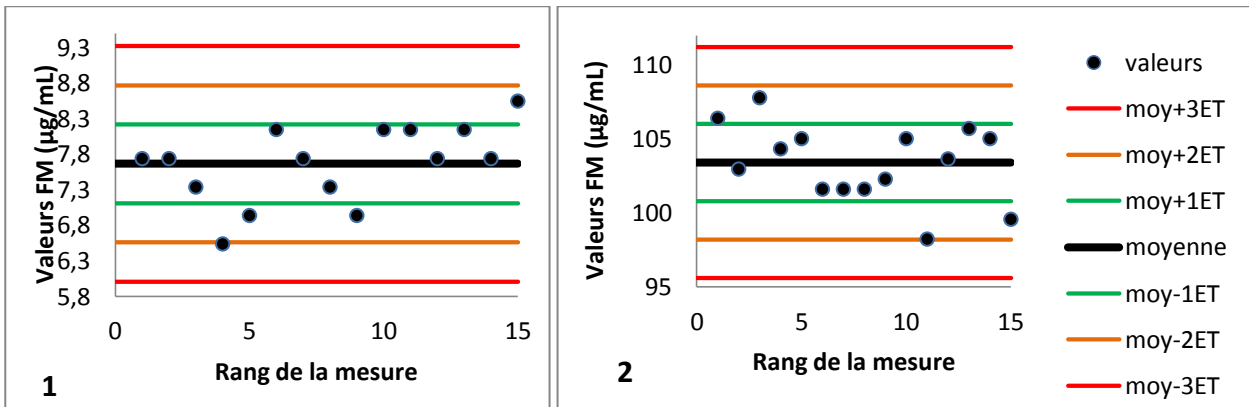 Valeurs FM (µg/mL)
9,3
8,8
8,3
7,8
7,3
6,8
6,3
5,8
0
5
10
15
Rang de la mesure
1
Valeurs FM (µg/mL)
110
105
100
95
0
5
10
15
Rang de la mesure
2
valeurs
moy+3ET
moy+2ET
moy+1ET
moyenne
moy-1ET
moy-2ET
moy-3ET